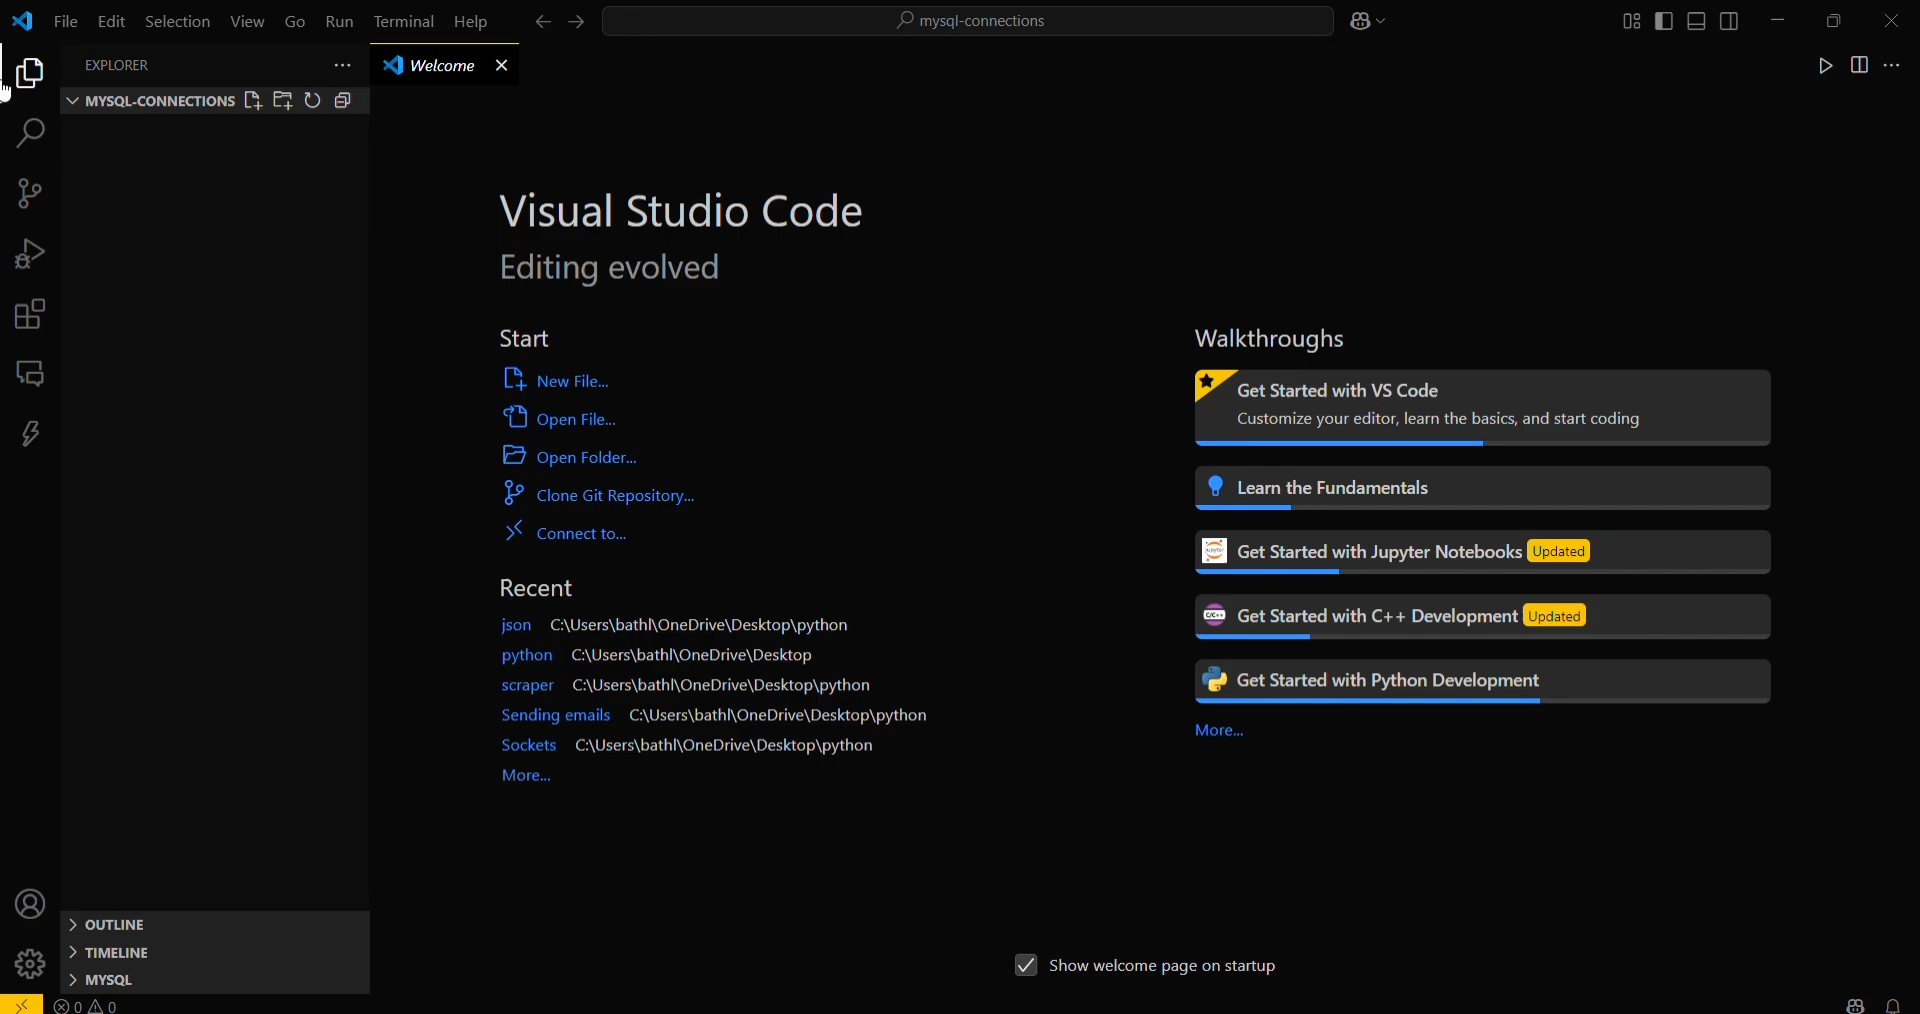 File Edit Selection View Go Run Terminal Help mysql-connections
EXPLORER
Welcome
MYSQL-CONNECTIONS
Visual Studio Code
Editing evolved
Start
New File...
Open File...
Open Folder...
Clone Git Repository...
Connect to...
Recent
json C:\Users\bathl\OneDrive\Desktop\python
python C:\Users\bathl\OneDrive\Desktop
scraper C:\Users\bathl\OneDrive\Desktop\python
Sending emails C:\Users\bathl\OneDrive\Desktop\python
Sockets C:\Users\bathl\OneDrive\Desktop\python
More...
Walkthroughs
Get Started with VS Code
Customize your editor, learn the basics, and start coding
Learn the Fundamentals
Get Started with Jupyter Notebooks Updated
Get Started with C++ Development Updated
Get Started with Python Development
More...
OUTLINE
TIMELINE
MYSQL
Show welcome page on startup
0 0